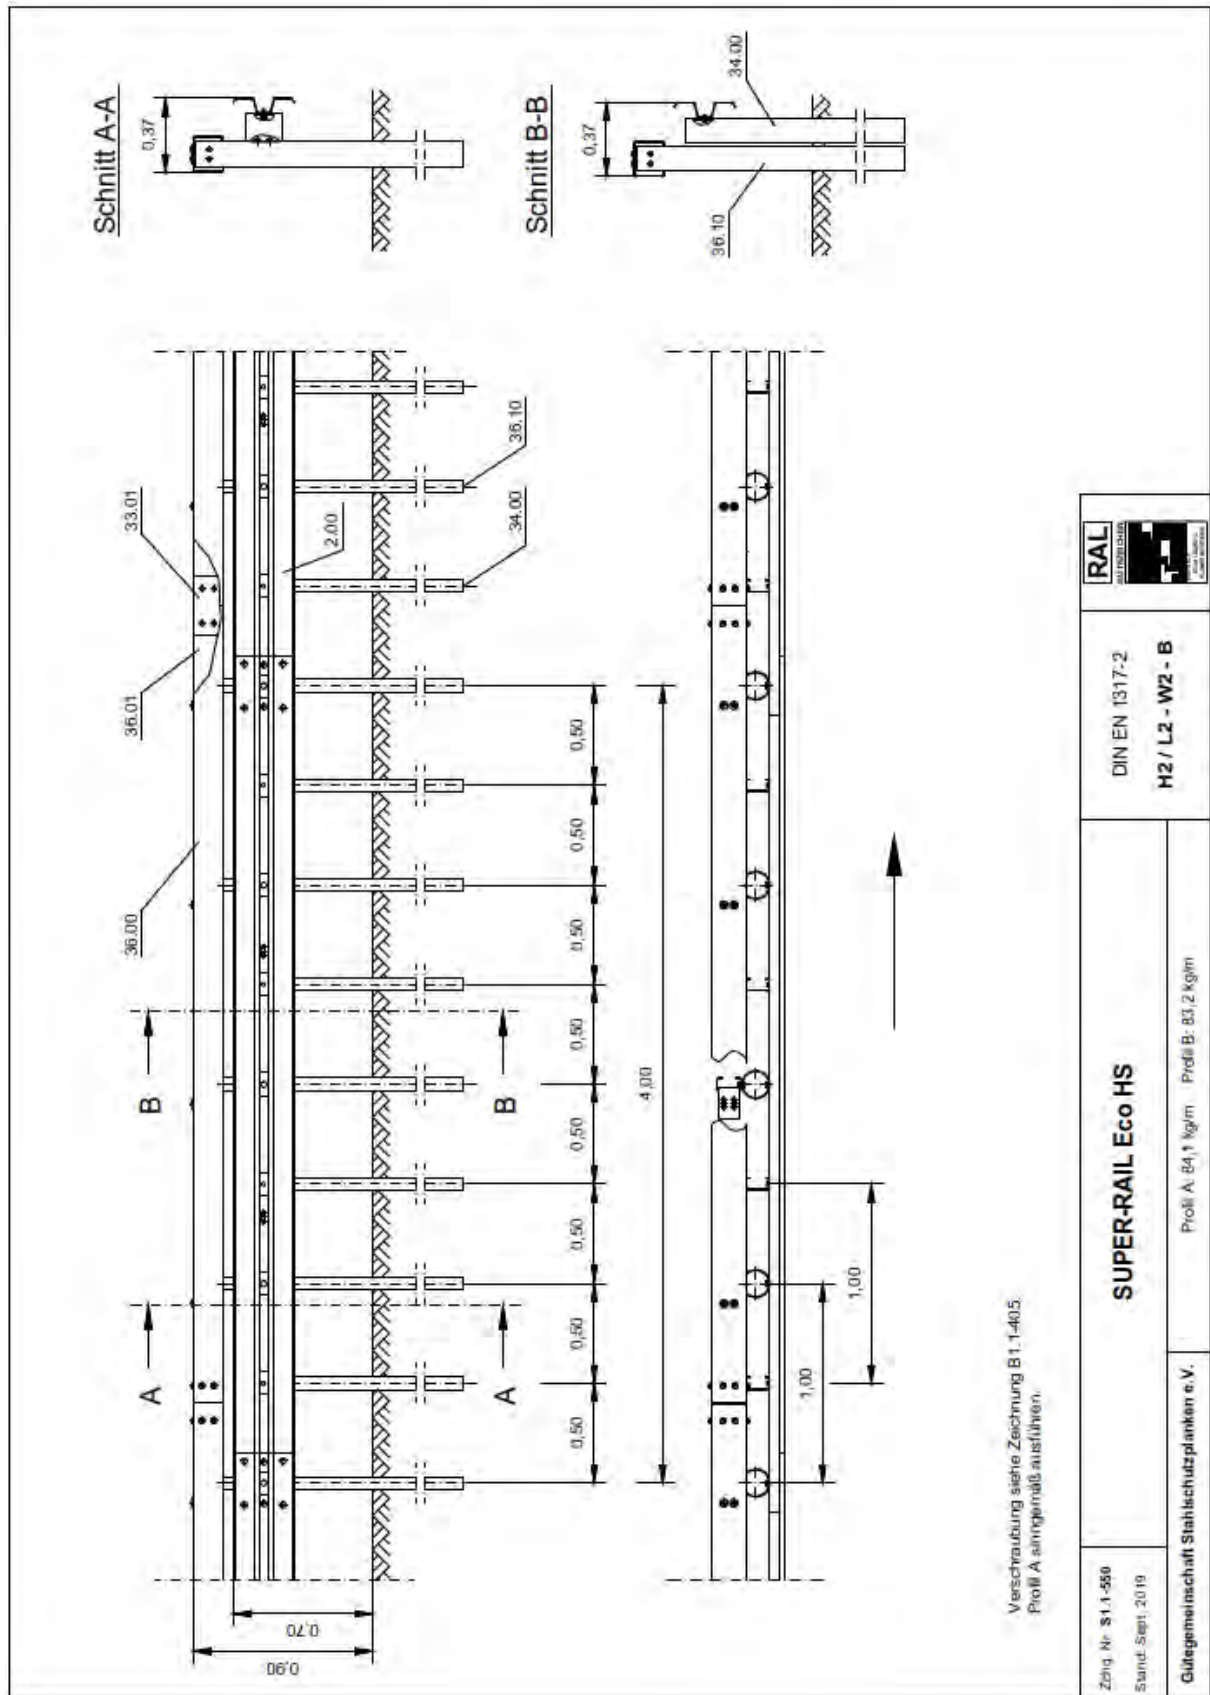 Schnitt A-A
0,37
Schnitt B-B
0,37
34.00
36.10
36.00
36.01
33.01
2.00
34.00
36.10
B
B
A
A
0,90
0,70
0,50
0,50
0,50
0,50
0,50
0,50
0,50
0,50
4,00
1,00
1,00
Verschraubung siehe Zeichnung B1.1-405.
Profil A sinngemäß ausführen.
Zchg. Nr. S1.1-550
Stand: Sept. 2019
SUPER-RAIL Eco HS
DIN EN 1317-2
H2 / L2 - W2 - B
RAL
GÜTEZEICHEN
Gütegemeinschaft Stahlschutzplanken e.V.
Profil A: 84,1 kg/m Profil B: 83,2 kg/m